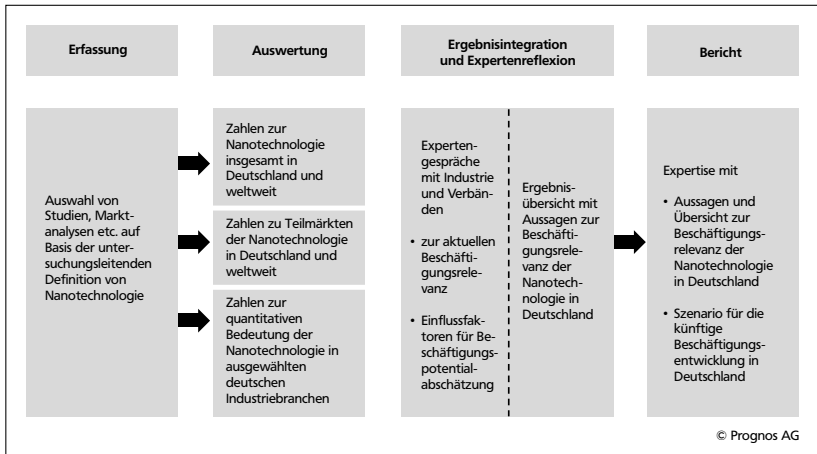 Erfassung
Auswertung
Ergebnisintegration
und Expertenreflexion
Bericht
Auswahl von
Studien, Markt-
analysen etc. auf
Basis der unter-
suchungsleitenden
Definition von
Nanotechnologie
Zahlen zur
Nanotechnologie
insgesamt in
Deutschland und
weltweit
Zahlen zu Teilmärkten
der Nanotechnologie
in Deutschland und
weltweit
Zahlen zur
quantitativen
Bedeutung der
Nanotechnologie in
ausgewählten
deutschen
Industriebranchen
Experten-
gespräche
mit Industrie
und Verbän-
den
• zur aktuellen
Beschäfti-
gungsrele-
vanz
• Einflussfak-
toren für Be-
schäftigungs-
potential-
abschätzung
Ergebnis-
übersicht mit
Aussagen zur
Beschäfti-
gungsrelevanz der
Nanotech-
nologie in
Deutschland
Expertise mit
• Aussagen und
Übersicht zur
Beschäftigungs-
relevanz der
Nanotechnologie
in Deutschland
• Szenario für die
künftige
Beschäftigungs-
entwicklung in
Deutschland
© Prognos AG